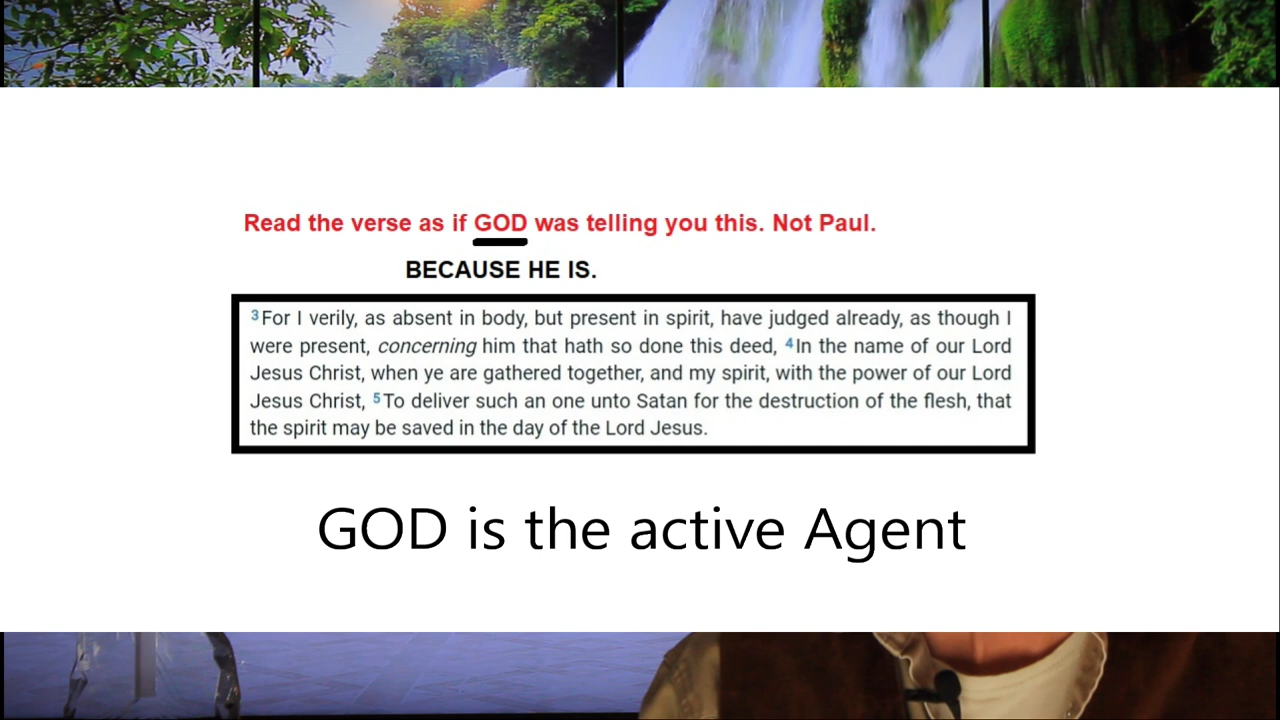 Read the verse as if GOD was telling you this. Not Paul.
BECAUSE HE IS.
3 For I verily, as absent in body, but present in spirit, have judged already, as though I
were present, concerning him that hath so done this deed, 4 In the name of our Lord
Jesus Christ, when ye are gathered together, and my spirit, with the power of our Lord
Jesus Christ, 5 To deliver such an one unto Satan for the destruction of the flesh, that
the spirit may be saved in the day of the Lord Jesus.
GOD is the active Agent